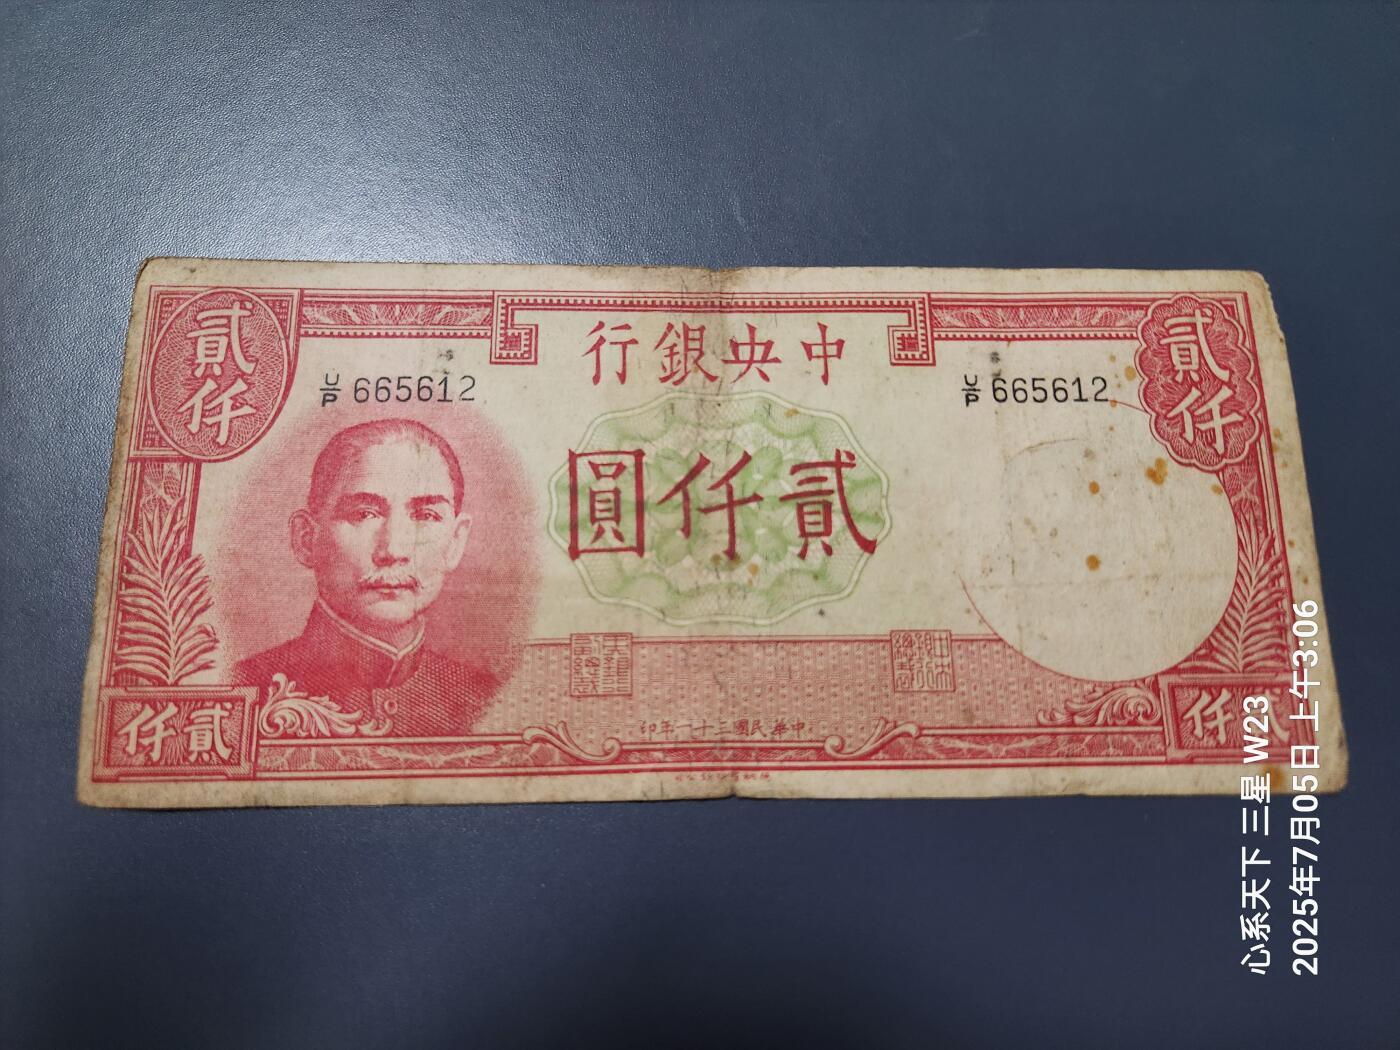 中央銀行
貳仟
貳仟
U/P 665612
U/P 665612
貳仟圓
中華民國三十一年印
貳仟
仟
心系天下 三星 W23
2025年7月05日 上午3:06